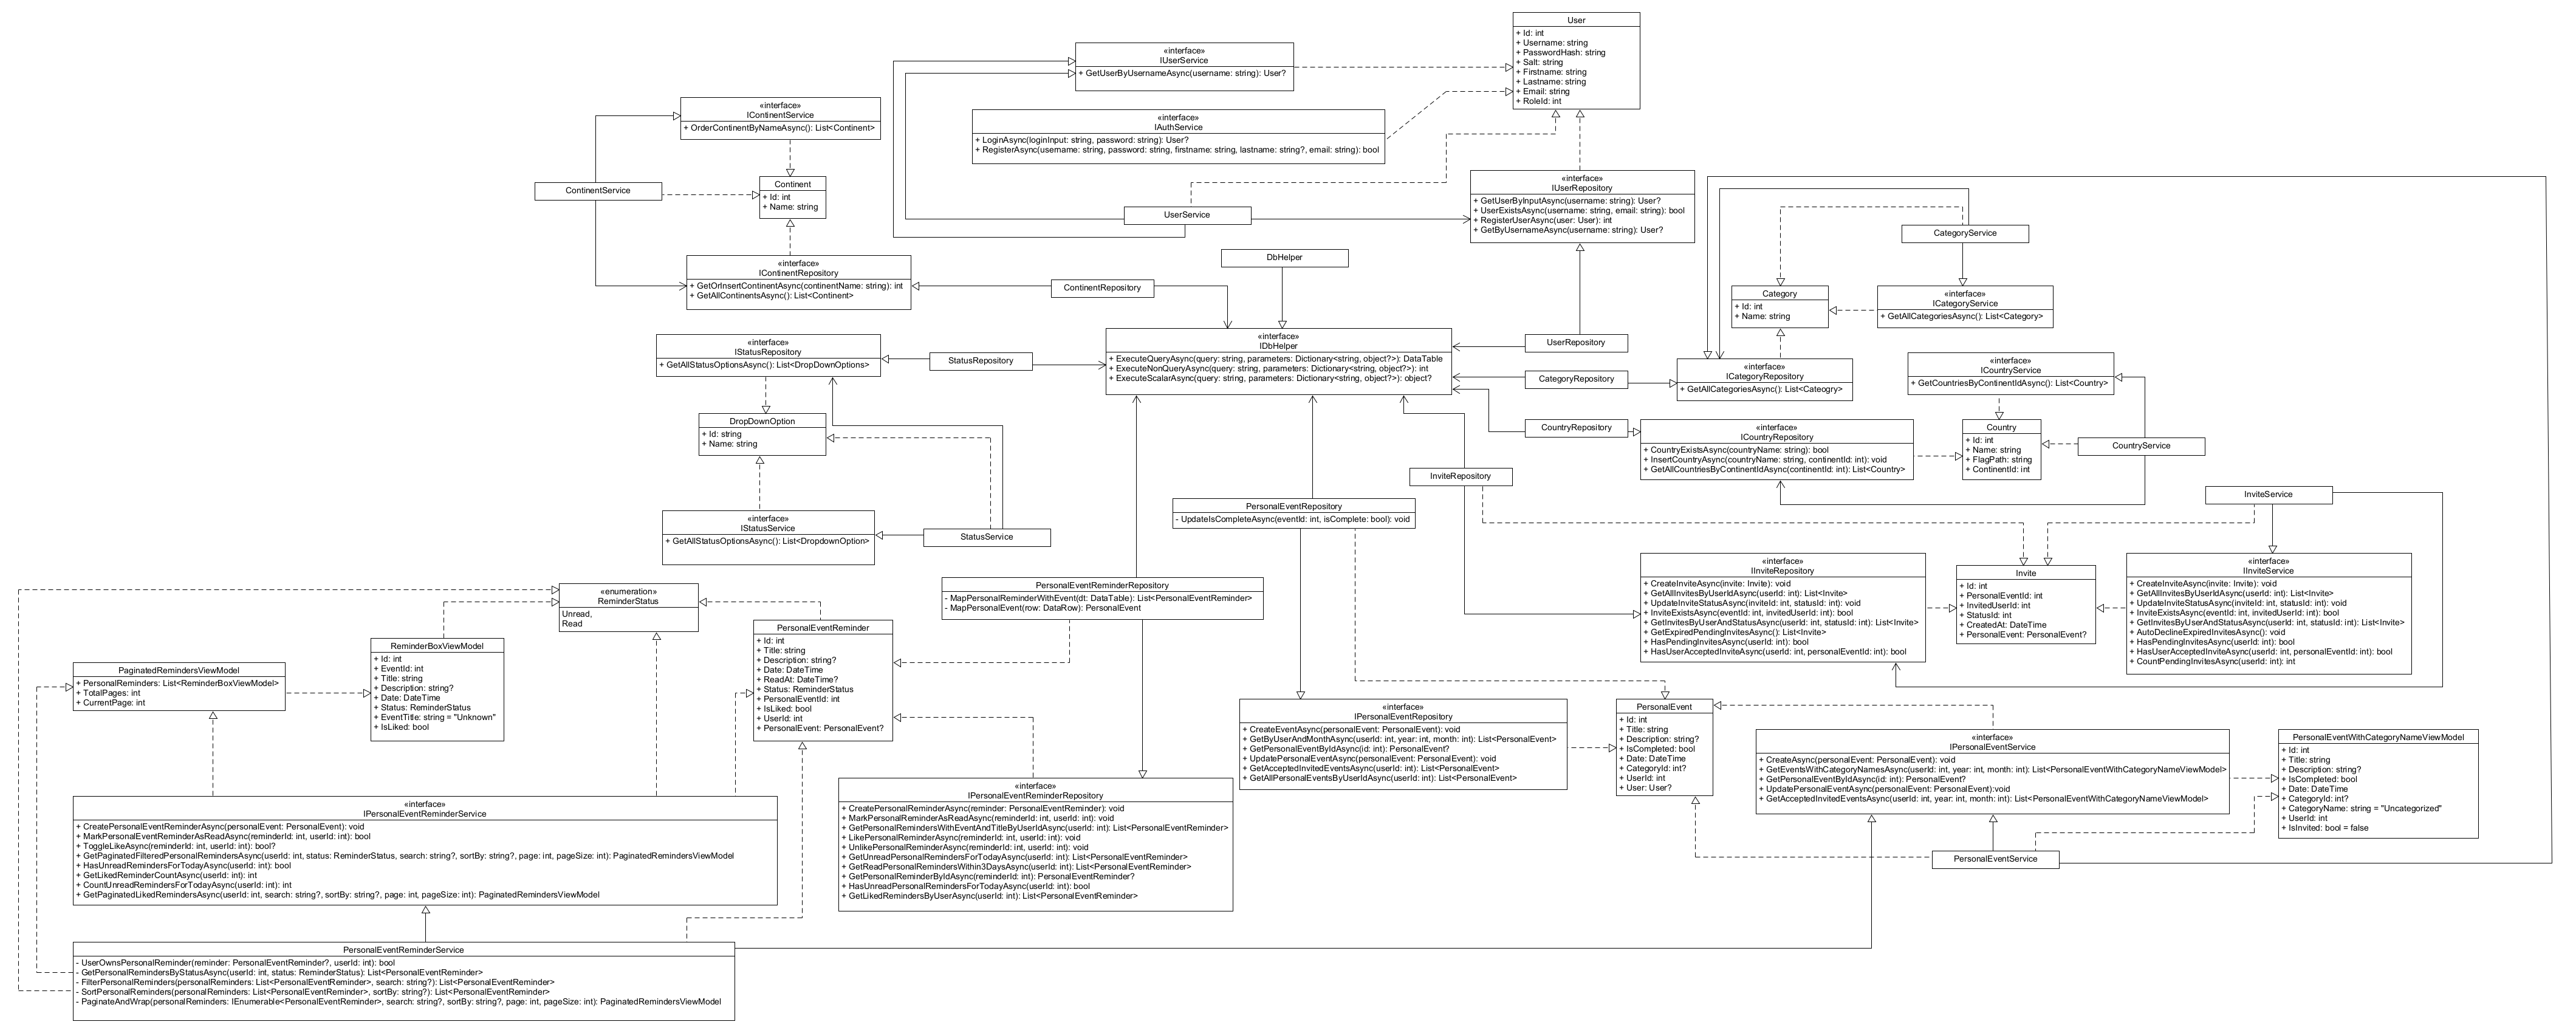 User
+ Id: int
+ Username: string
+ PasswordHash: string
+ Salt: string
+ Firstname: string
+ Lastname: string
+ Email: string
+ RoleId: int
«interface»
IUserService
+ GetUserByUsernameAsync(username: string): User?
«interface»
IContinentService
+ OrderContinentByNameAsync(): List<Continent>
«interface»
IAuthService
+ LoginAsync(loginInput: string, password: string): User?
+ RegisterAsync(username: string, password: string, firstname: string, lastname: string?, email: string): bool
ContinentService
Continent
+ Id: int
+ Name: string
UserService
«interface»
IUserRepository
+ GetUserByInputAsync(username: string): User?
+ UserExistsAsync(username: string, email: string): bool
+ RegisterUserAsync(user: User): int
+ GetByUsernameAsync(username: string): User?
CategoryService
«interface»
IContinentRepository
+ GetOrInsertContinentAsync(continentName: string): int
+ GetAllContinentsAsync(): List<Continent>
ContinentRepository
DbHelper
Category
+ Id: int
+ Name: string
«interface»
ICategoryService
+ GetAllCategoriesAsync(): List<Category>
«interface»
IStatusRepository
+ GetAllStatusOptionsAsync(): List<DropDownOptions>
StatusRepository
«interface»
IDbHelper
+ ExecuteQueryAsync(query: string, parameters: Dictionary<string, object?>): DataTable
+ ExecuteNonQueryAsync(query: string, parameters: Dictionary<string, object?>): int
+ ExecuteScalarAsync(query: string, parameters: Dictionary<string, object?>): object?
UserRepository
CategoryRepository
«interface»
ICategoryRepository
+ GetAllCategoriesAsync(): List<Cateogry>
«interface»
ICountryService
+ GetCountriesByContinentIdAsync(): List<Country>
DropDownOption
+ Id: string
+ Name: string
CountryRepository
«interface»
ICountryRepository
+ CountryExistsAsync(countryName: string): bool
+ InsertCountryAsync(countryName: string, continentId: int): void
+ GetAllCountriesByContinentIdAsync(continentId: int): List<Country>
Country
+ Id: int
+ Name: string
+ FlagPath: string
+ ContinentId: int
CountryService
InviteRepository
InviteService
PersonalEventRepository
- UpdateIsCompleteAsync(eventId: int, isComplete: bool): void
«interface»
IStatusService
+ GetAllStatusOptionsAsync(): List<DropdownOption>
StatusService
«interface»
IInviteRepository
+ CreateInviteAsync(invite: Invite): void
+ GetAllInvitesByUserIdAsync(userId: int): List<Invite>
+ UpdateInviteStatusAsync(inviteId: int, statusId: int): void
+ InviteExistsAsync(eventId: int, invitedUserId: int): bool
+ GetInvitesByUserAndStatusAsync(userId: int, statusId: int): List<Invite>
+ GetExpiredPendingInvitesAsync(): List<Invite>
+ HasPendingInvitesAsync(userId: int): bool
+ HasUserAcceptedInviteAsync(userId: int, personalEventId: int): bool
Invite
+ Id: int
+ PersonalEventId: int
+ InvitedUserId: int
+ StatusId: int
+ CreatedAt: DateTime
+ PersonalEvent: PersonalEvent?
«interface»
IInviteService
+ CreateInviteAsync(invite: Invite): void
+ GetAllInvitesByUserIdAsync(userId: int): List<Invite>
+ UpdateInviteStatusAsync(inviteId: int, statusId: int): void
+ InviteExistsAsync(eventId: int, invitedUserId: int): bool
+ GetInvitesByUserAndStatusAsync(userId: int, statusId: int): List<Invite>
+ AutoDeclineExpiredInvitesAsync(): void
+ HasPendingInvitesAsync(userId: int): bool
+ HasUserAcceptedInviteAsync(userId: int, personalEventId: int): bool
+ CountPendingInvitesAsync(userId: int): int
«enumeration»
ReminderStatus
Unread,
Read
PersonalEventReminderRepository
- MapPersonalReminderWithEvent(dt: DataTable): List<PersonalEventReminder>
- MapPersonalEvent(row: DataRow): PersonalEvent
PersonalEventReminder
+ Id: int
+ Title: string
+ Description: string?
+ Date: DateTime
+ ReadAt: DateTime?
+ Status: ReminderStatus
+ PersonalEventId: int
+ IsLiked: bool
+ UserId: int
+ PersonalEvent: PersonalEvent?
ReminderBoxViewModel
+ Id: int
+ EventId: int
+ Title: string
+ Description: string?
+ Date: DateTime
+ Status: ReminderStatus
+ EventTitle: string = "Unknown"
+ IsLiked: bool
PaginatedRemindersViewModel
+ PersonalReminders: List<ReminderBoxViewModel>
+ TotalPages: int
+ CurrentPage: int
«interface»
IPersonalEventRepository
+ CreateEventAsync(personalEvent: PersonalEvent): void
+ GetByUserAndMonthAsync(userId: int, year: int, month: int): List<PersonalEvent>
+ GetPersonalEventByIdAsync(id: int): PersonalEvent?
+ UpdatePersonalEventAsync(personalEvent: PersonalEvent): void
+ GetAcceptedInvitedEventsAsync(userId: int): List<PersonalEvent>
+ GetAllPersonalEventsByUserIdAsync(userId: int): List<PersonalEvent>
PersonalEvent
+ Id: int
+ Title: string
+ Description: string?
+ IsCompleted: bool
+ Date: DateTime
+ CategoryId: int?
+ UserId: int
+ User: User?
«interface»
IPersonalEventService
+ CreateAsync(personalEvent: PersonalEvent): void
+ GetEventsWithCategoryNamesAsync(userId: int, year: int, month: int): List<PersonalEventWithCategoryNameViewModel>
+ GetPersonalEventByIdAsync(id: int): PersonalEvent?
+ UpdatePersonalEventAsync(personalEvent: PersonalEvent):void
+ GetAcceptedInvitedEventsAsync(userId: int, year: int, month: int): List<PersonalEventWithCategoryNameViewModel>
PersonalEventWithCategoryNameViewModel
+ Id: int
+ Title: string
+ Description: string?
+ IsCompleted: bool
+ Date: DateTime
+ CategoryId: int?
+ CategoryName: string = "Uncategorized"
+ UserId: int
+ IsInvited: bool = false
«interface»
IPersonalEventReminderService
+ CreatePersonalEventReminderAsync(personalEvent: PersonalEvent): void
+ MarkPersonalEventReminderAsReadAsync(reminderId: int, userId: int): bool
+ ToggleLikeAsync(reminderId: int, userId: int): bool?
+ GetPaginatedFilteredPersonalRemindersAsync(userId: int, status: ReminderStatus, search: string?, sortBy: string?, page: int, pageSize: int): PaginatedRemindersViewModel
+ HasUnreadRemindersForTodayAsync(userId: int): bool
+ GetLikedReminderCountAsync(userId: int): int
+ CountUnreadRemindersForTodayAsync(userId: int): int
+ GetPaginatedLikedRemindersAsync(userId: int, search: string?, sortBy: string?, page: int, pageSize: int): PaginatedRemindersViewModel
«interface»
IPersonalEventReminderRepository
+ CreatePersonalReminderAsync(reminder: PersonalEventReminder): void
+ MarkPersonalReminderAsReadAsync(reminderId: int, userId: int): void
+ GetPersonalRemindersWithEventAndTitleByUserIdAsync(userId: int): List<PersonalEventReminder>
+ LikePersonalReminderAsync(reminderId: int, userId: int): void
+ UnlikePersonalReminderAsync(reminderId: int, userId: int): void
+ GetUnreadPersonalRemindersForTodayAsync(userId: int): List<PersonalEventReminder>
+ GetReadPersonalRemindersWithin3DaysAsync(userId: int): List<PersonalEventReminder>
+ GetPersonalReminderByIdAsync(reminderId: int): PersonalEventReminder?
+ HasUnreadPersonalRemindersForTodayAsync(userId: int): bool
+ GetLikedRemindersByUserAsync(userId: int): List<PersonalEventReminder>
PersonalEventService
PersonalEventReminderService
- UserOwnsPersonalReminder(reminder: PersonalEventReminder?, userId: int): bool
- GetPersonalRemindersByStatusAsync(userId: int, status: ReminderStatus): List<PersonalEventReminder>
- FilterPersonalReminders(personalReminders: List<PersonalEventReminder>, search: string?): List<PersonalEventReminder>
- SortPersonalReminders(personalReminders: List<PersonalEventReminder>, sortBy: string?): List<PersonalEventReminder>
- PaginateAndWrap(personalReminders: IEnumerable<PersonalEventReminder>, search: string?, sortBy: string?, page: int, pageSize: int): PaginatedRemindersViewModel